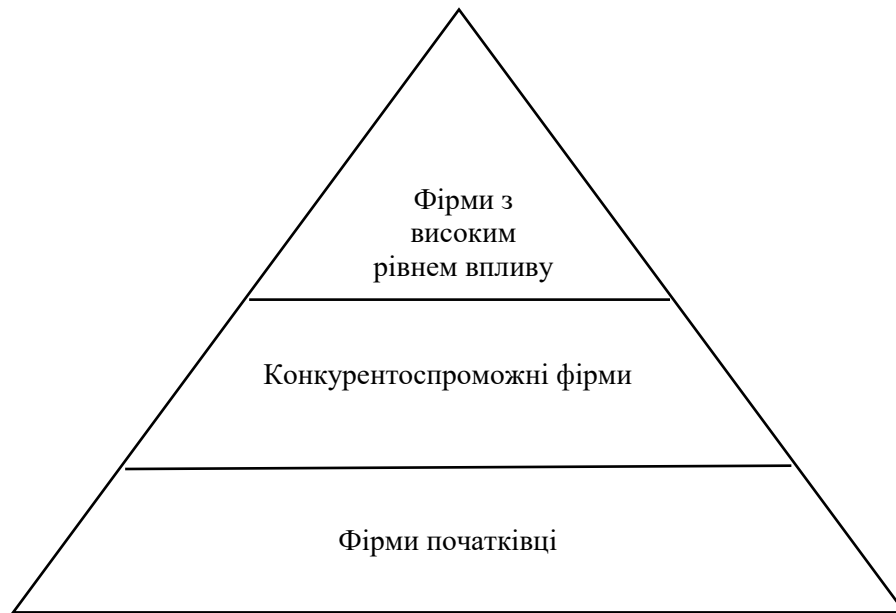 Фірми з
високим
рівнем впливу
Конкурентоспроможні фірми
Фірми початківці